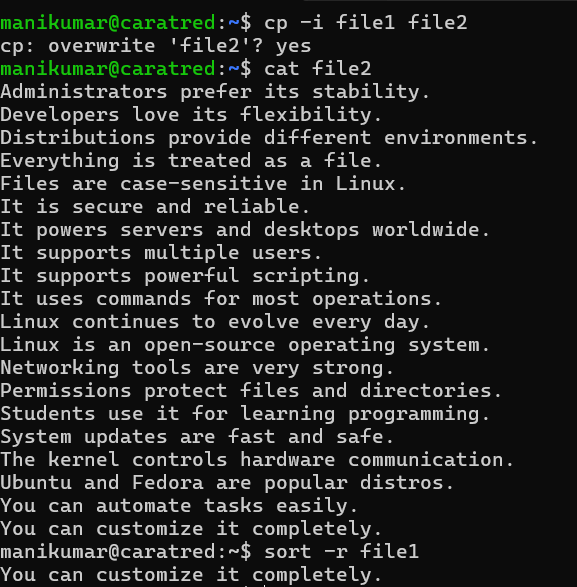 manikumar@caratred:~$ cp -i file1 file2
cp: overwrite 'file2'? yes
manikumar@caratred:~$ cat file2
Administrators prefer its stability.
Developers love its flexibility.
Distributions provide different environments.
Everything is treated as a file.
Files are case-sensitive in Linux.
It is secure and reliable.
It powers servers and desktops worldwide.
It supports multiple users.
It supports powerful scripting.
It uses commands for most operations.
Linux continues to evolve every day.
Linux is an open-source operating system.
Networking tools are very strong.
Permissions protect files and directories.
Students use it for learning programming.
System updates are fast and safe.
The kernel controls hardware communication.
Ubuntu and Fedora are popular distros.
You can automate tasks easily.
You can customize it completely.
manikumar@caratred:~$ sort -r file1
You can customize it completely.